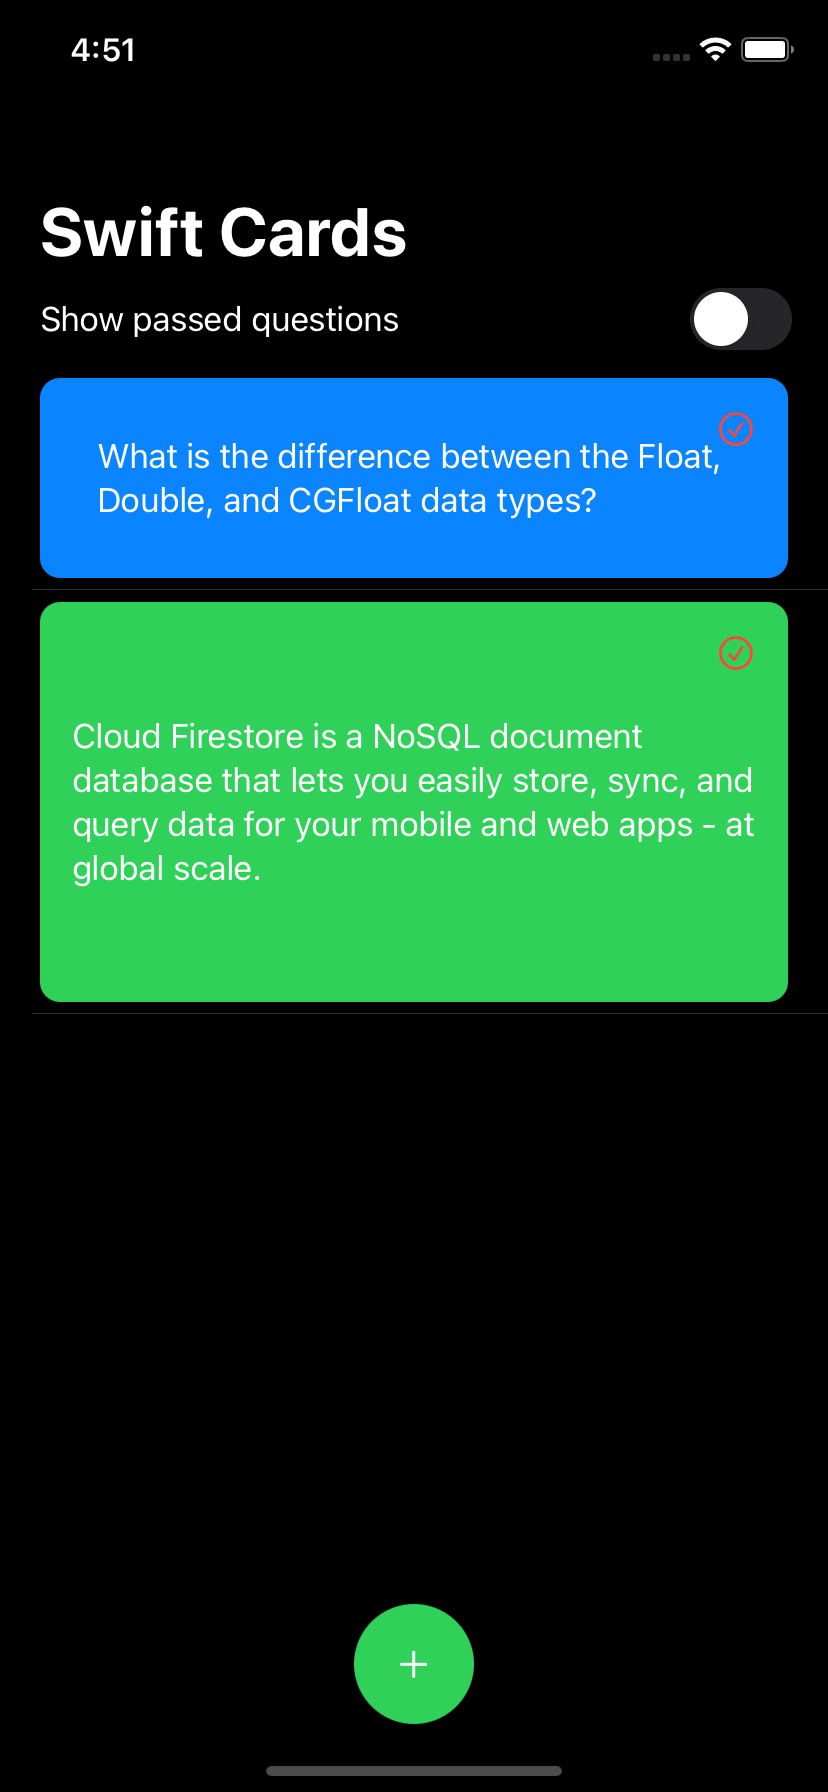 4:51
Swift Cards
Show passed questions
What is the difference between the Float,
Double, and CGFloat data types?
Cloud Firestore is a NoSQL document
database that lets you easily store, sync, and
query data for your mobile and web apps - at
global scale.
+